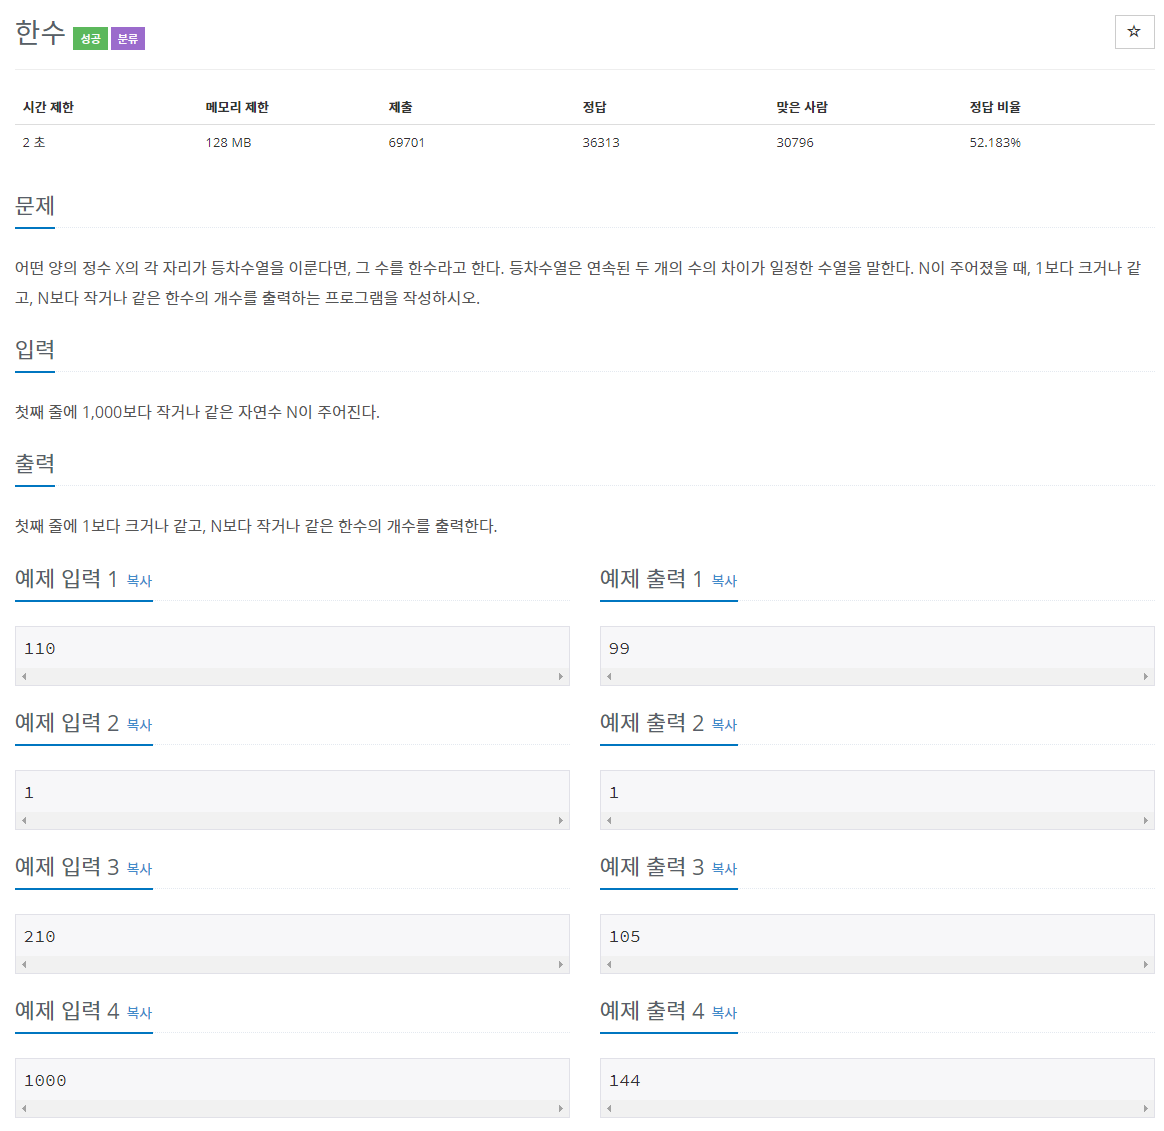 한수 성공 분류 ☆
시간 제한 메모리 제한 제출 정답 맞은 사람 정답 비율
2 초 128 MB 69701 36313 30796 52.183%
문제
어떤 양의 정수 X의 각 자리가 등차수열을 이룬다면, 그 수를 한수라고 한다. 등차수열은 연속된 두 개의 수의 차이가 일정한 수열을 말한다. N이 주어졌을 때, 1보다 크거나 같
고, N보다 작거나 같은 한수의 개수를 출력하는 프로그램을 작성하시오.
입력
첫째 줄에 1,000보다 작거나 같은 자연수 N이 주어진다.
출력
첫째 줄에 1보다 크거나 같고, N보다 작거나 같은 한수의 개수를 출력한다.
예제 입력 1 복사 예제 출력 1 복사
110 99
예제 입력 2 복사 예제 출력 2 복사
1 1
예제 입력 3 복사 예제 출력 3 복사
210 105
예제 입력 4 복사 예제 출력 4 복사
1000 144